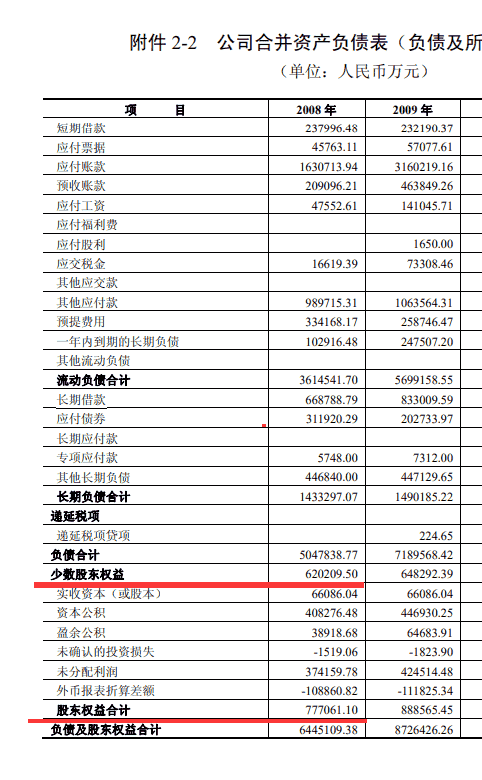 附件 2-2 公司合并资产负债表（负债及所
（单位：人民币万元）
项 目 2008 年 2009 年
短期借款 237996.48 232190.37
应付票据 45763.11 57077.61
应付账款 1630713.94 3160219.16
预收账款 209096.21 463849.26
应付工资 47552.61 141045.71
应付福利费
应付股利 1650.00
应交税金 16619.39 73308.46
其他应交款
其他应付款 989715.31 1063564.31
预提费用 334168.17 258746.47
一年内到期的长期负债 102916.48 247507.20
其他流动负债
流动负债合计 3614541.70 5699158.55
长期借款 668788.79 833009.59
应付债券 311920.29 202733.97
长期应付款
专项应付款 5748.00 7312.00
其他长期负债 446840.00 447129.65
长期负债合计 1433297.07 1490185.22
递延税项
递延税项贷项 224.65
负债合计 5047838.77 7189568.42
少数股东权益 620209.50 648292.39
实收资本（或股本） 66086.04 66086.04
资本公积 408276.48 446930.25
盈余公积 38918.68 64683.91
未确认的投资损失 -1519.06 -1823.90
未分配利润 374159.78 424514.48
外币报表折算差额 -108860.82 -111825.34
股东权益合计 777061.10 888565.45
负债及股东权益合计 6445109.38 8726426.26